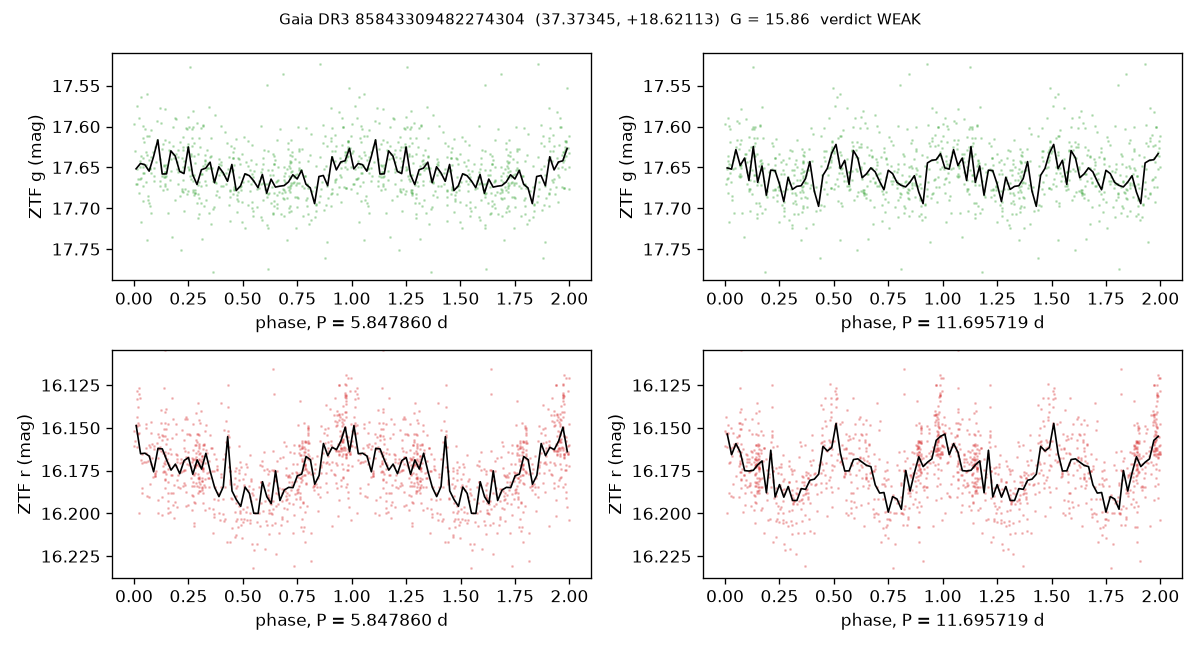 Gaia DR3 85843309482274304  (37.37345, +18.62113)  G = 15.86  verdict WEAK
ZTF g (mag)
17.55
17.60
17.65
17.70
17.75
0.00 0.25 0.50 0.75 1.00 1.25 1.50 1.75 2.00
phase, P = 5.847860 d
ZTF g (mag)
17.55
17.60
17.65
17.70
17.75
0.00 0.25 0.50 0.75 1.00 1.25 1.50 1.75 2.00
phase, P = 11.695719 d
ZTF r (mag)
16.125
16.150
16.175
16.200
16.225
0.00 0.25 0.50 0.75 1.00 1.25 1.50 1.75 2.00
phase, P = 5.847860 d
ZTF r (mag)
16.125
16.150
16.175
16.200
16.225
0.00 0.25 0.50 0.75 1.00 1.25 1.50 1.75 2.00
phase, P = 11.695719 d